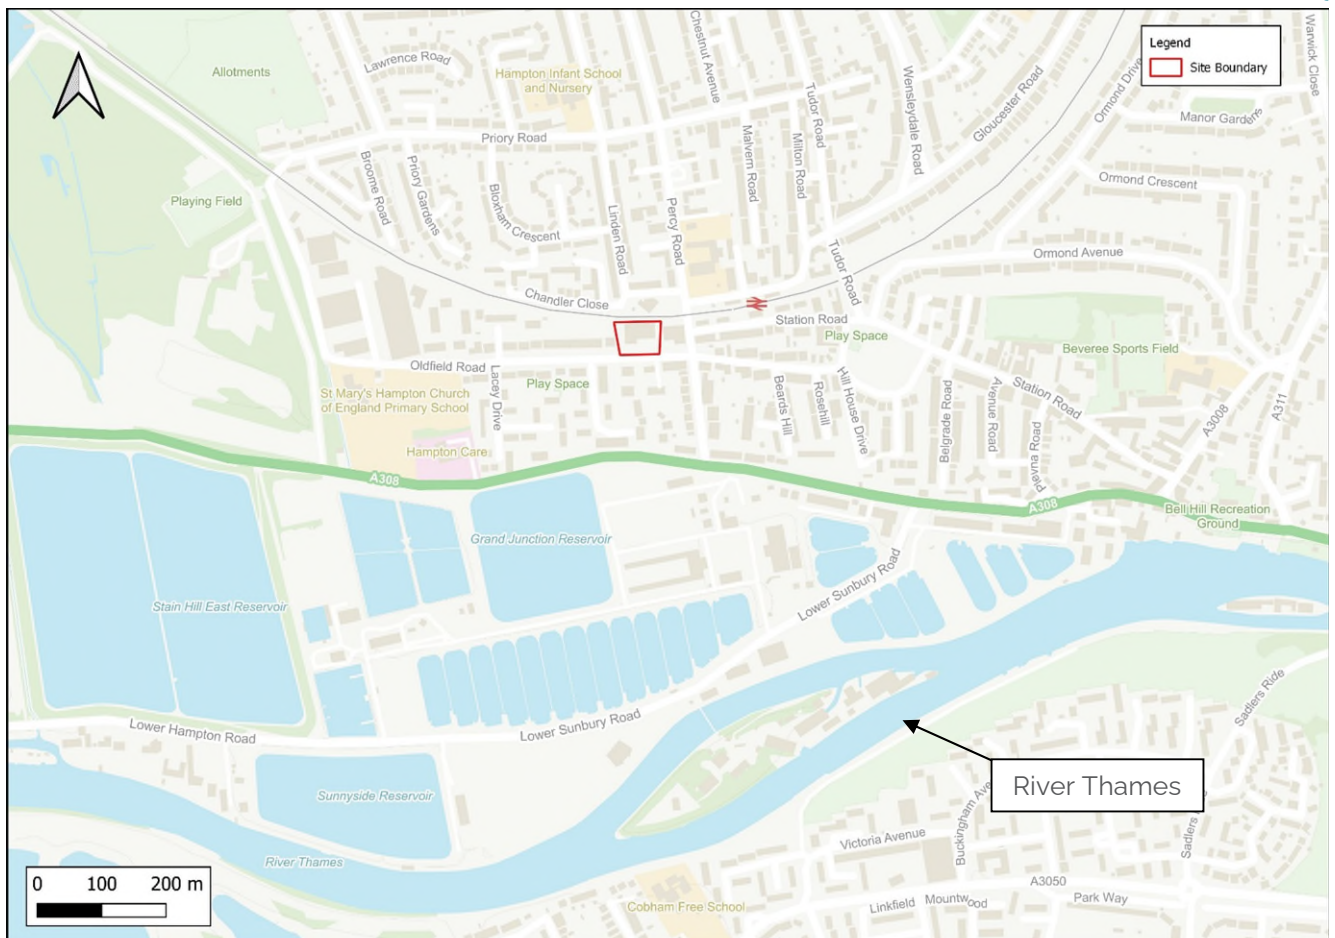 Legend
Site Boundary
Allotments
Lawrence Road
Hampton Infant School
and Nursery
Chestnut Avenue
Tudor Road
Wensleydale Road
Gloucester Road
Ormond Drive
Warwick Close
Manor Gardens
Priory Road
Malvern Road
Milton Road
Broome Road
Priory Gardens
Bloxham Crescent
Linden Road
Percy Road
Ormond Crescent
Playing Field
Tudor Road
Ormond Avenue
Chandler Close
Station Road
Play Space
Beveree Sports Field
Oldfield Road
Lacey Drive
Play Space
St Mary's Hampton Church
of England Primary School
Beards Hill
Rosehill
Hill House Drive
Belgrade Road
Avenue Road
Station Road
Plevna Road
A3008
A311
Hampton Care
A308
A308
Bell Hill Recreation
Ground
Grand Junction Reservoir
Stain Hill East Reservoir
Lower Sunbury Road
Lower Hampton Road
Lower Sunbury Road
Sadlers Ride
Sunnyside Reservoir
River Thames
River Thames
Buckingham Ave
Victoria Avenue
Sadlers
A3050
Park Way
Linkfield
Mountwood
Cobham Free School
0 100 200 m